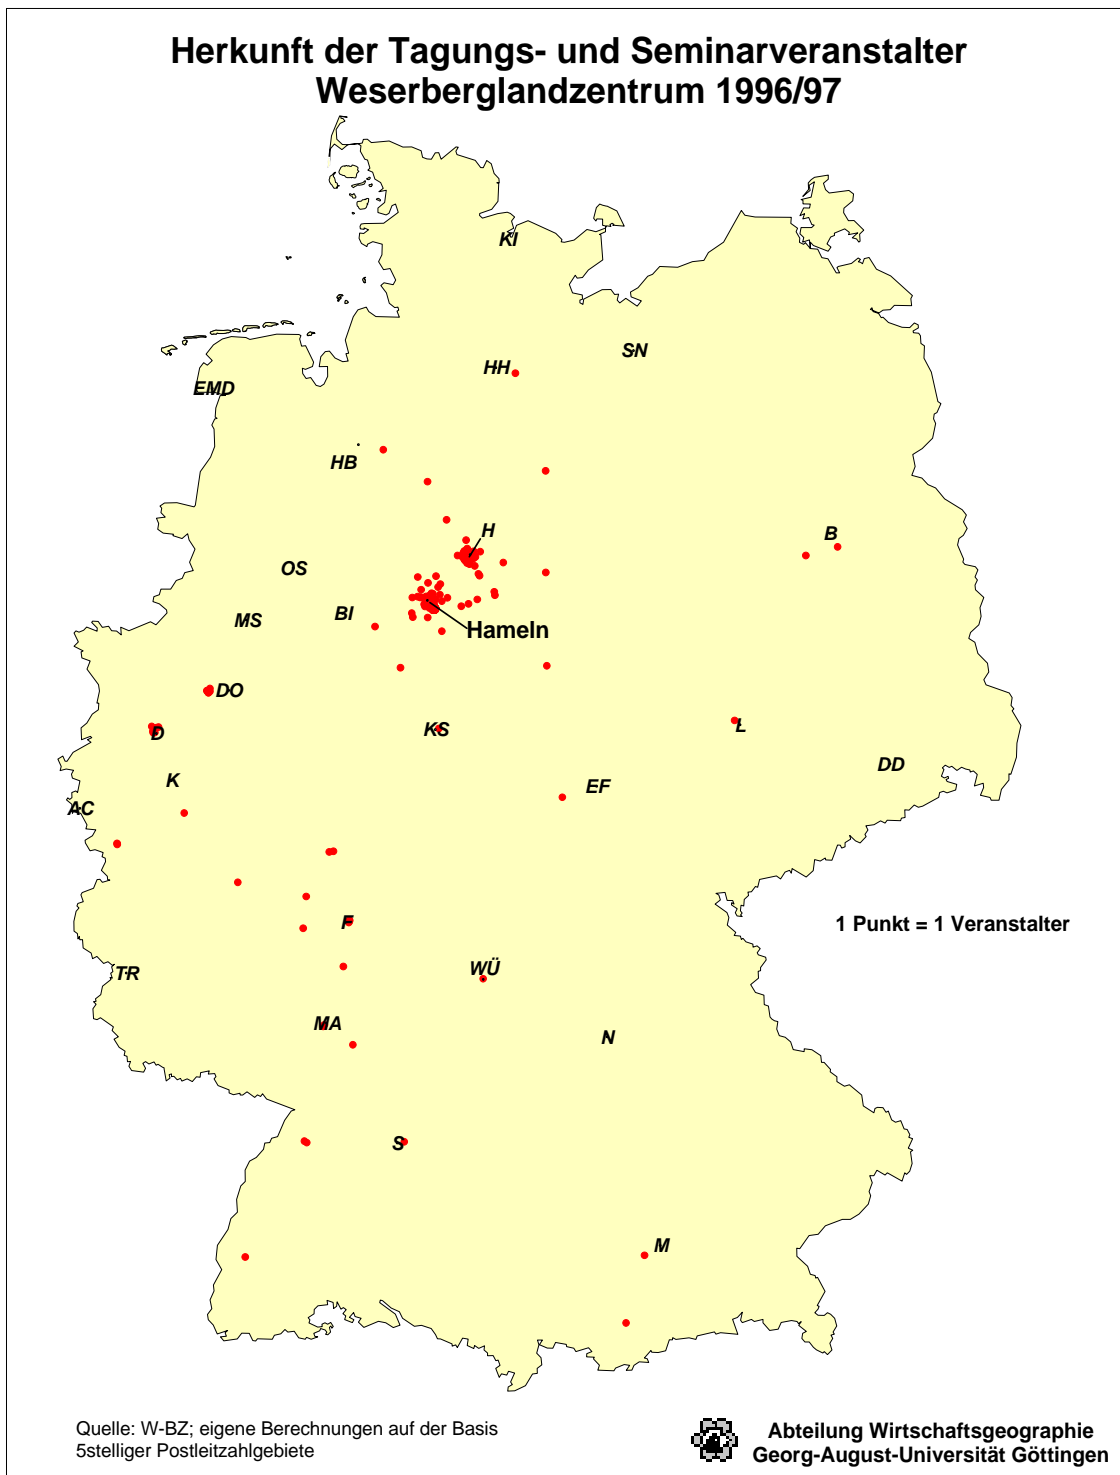 Herkunft der Tagungs- und Seminarveranstalter
Weserberglandzentrum 1996/97
KI
SN
HH
EMD
HB
H
B
OS
BI
MS
Hameln
DO
KS
L
D
DD
K
EF
AC
F
1 Punkt = 1 Veranstalter
TR
WÜ
MA
N
S
M
Quelle: W-BZ; eigene Berechnungen auf der Basis
5stelliger Postleitzahlgebiete
Abteilung Wirtschaftsgeographie
Georg-August-Universität Göttingen